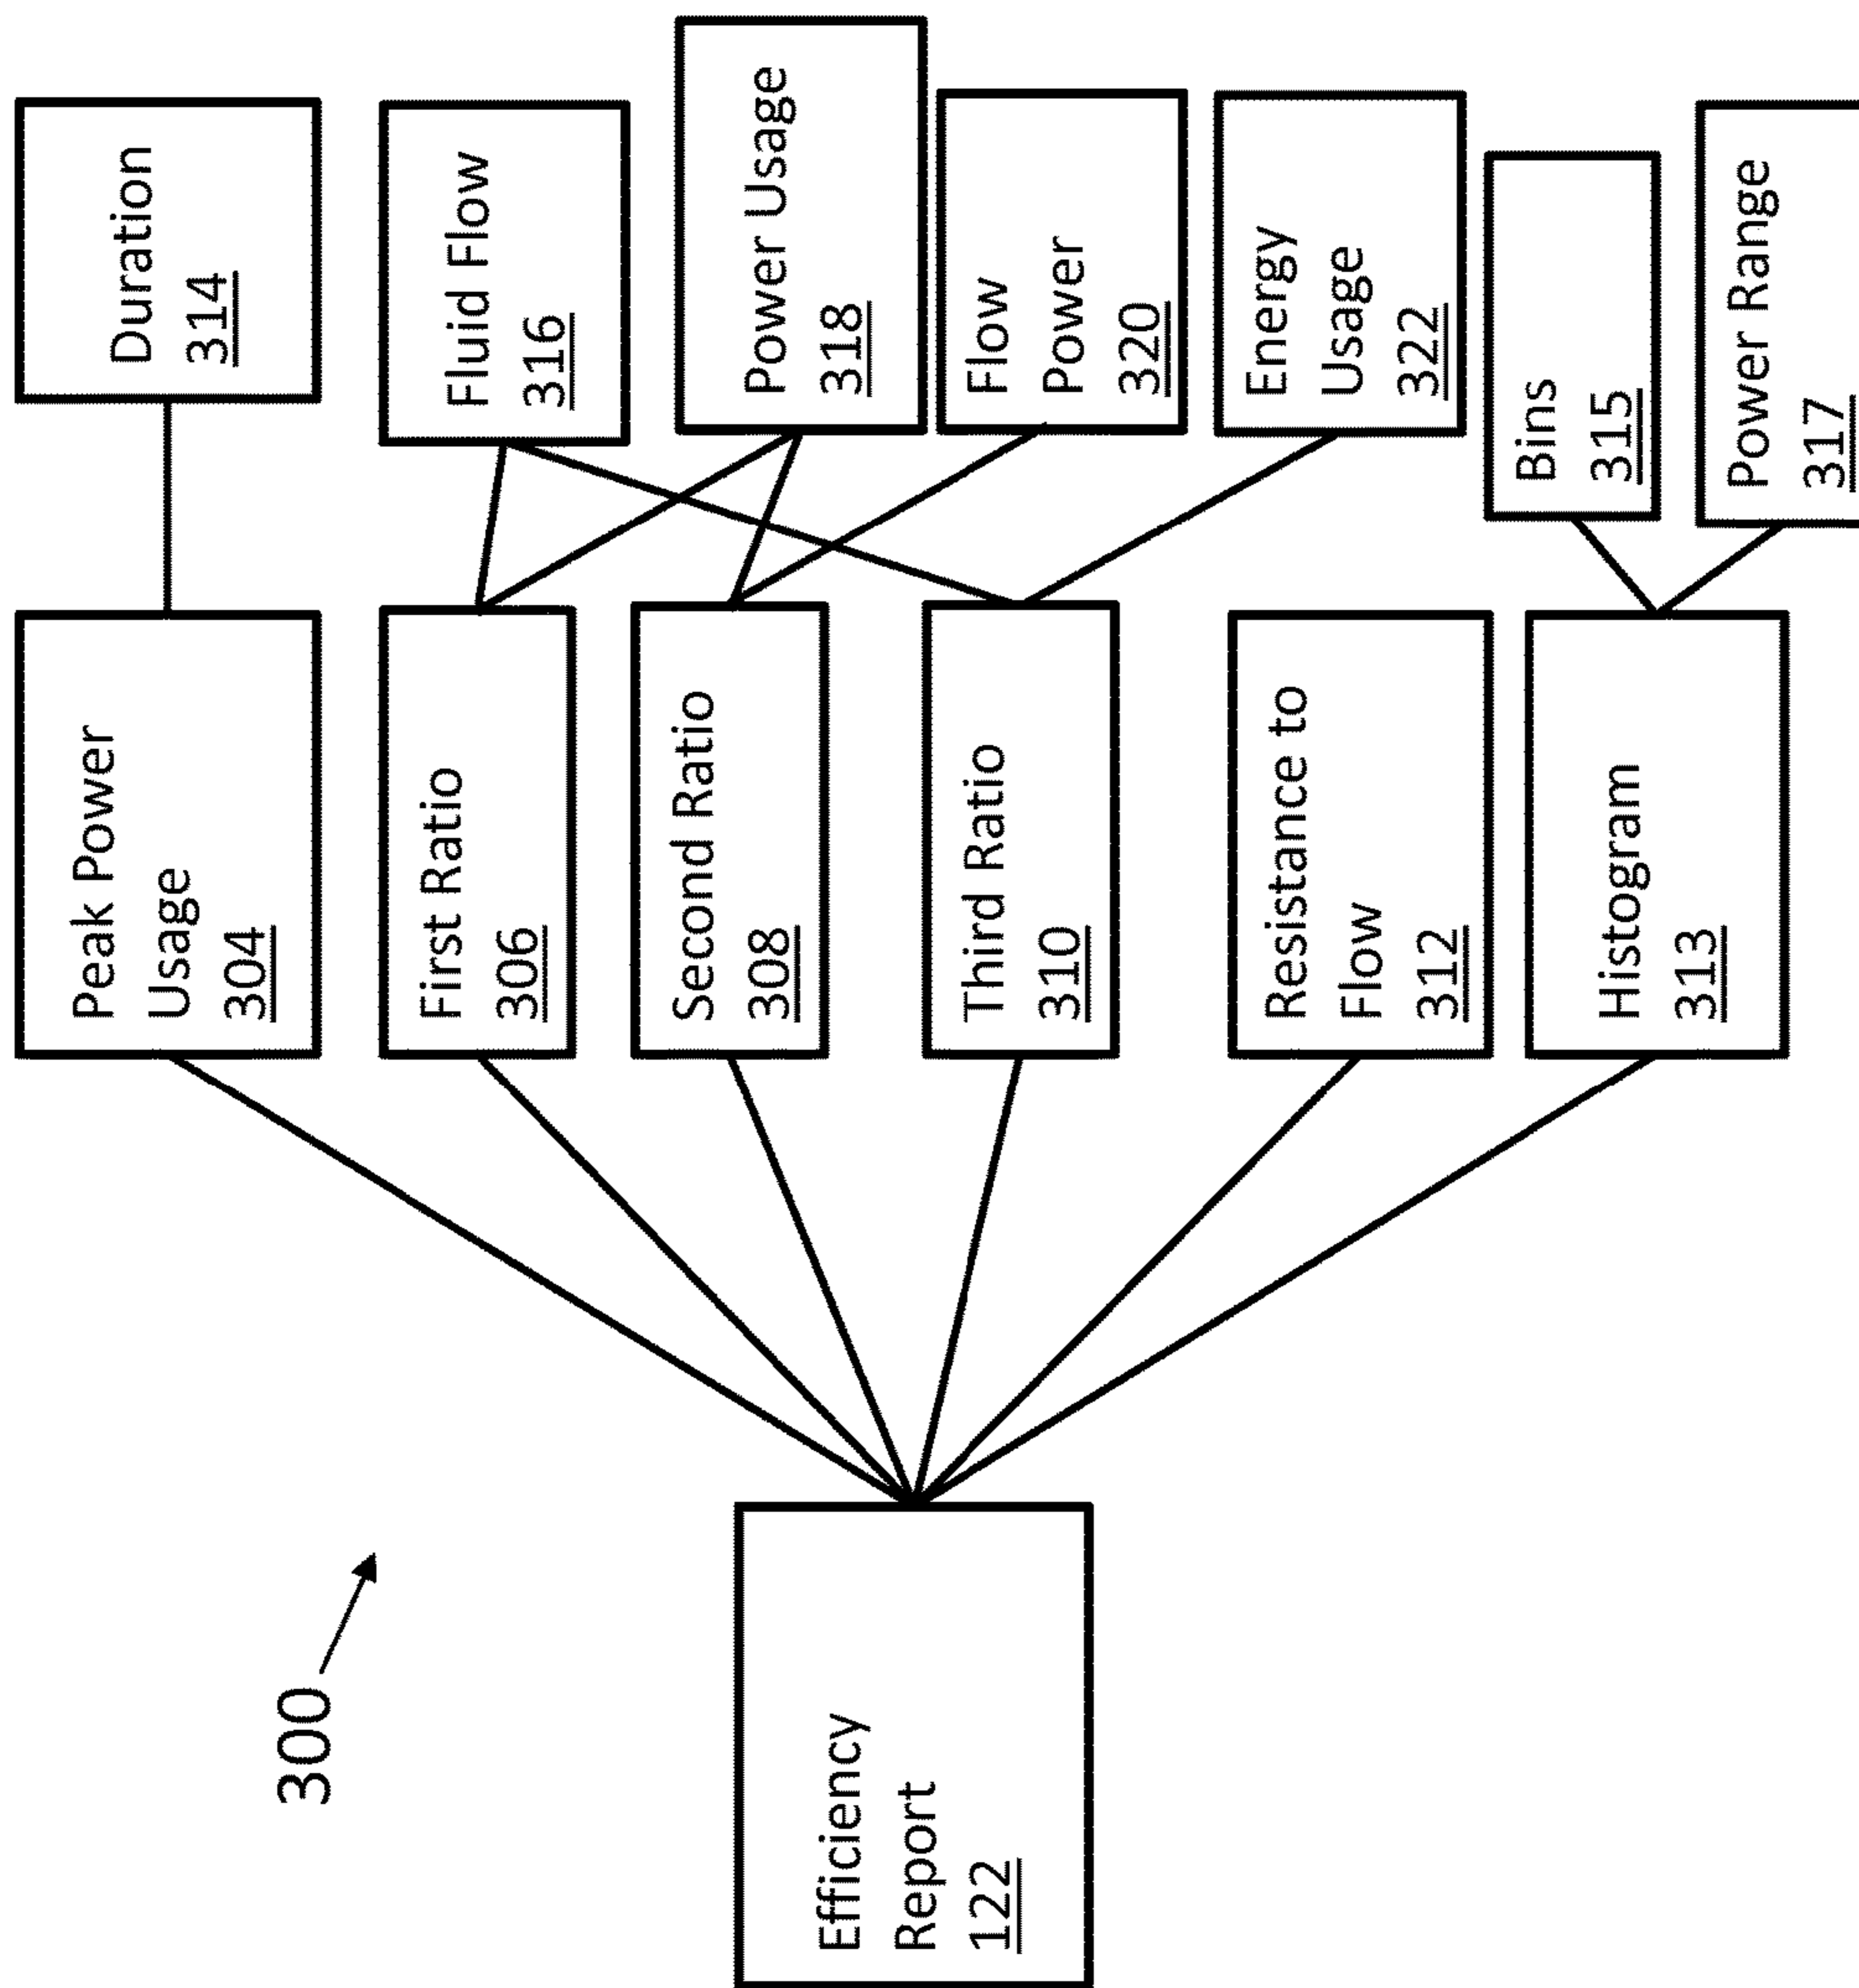 300
Efficiency
Report
122
Peak Power
Usage
304
First Ratio
306
Second Ratio
308
Third Ratio
310
Resistance to
Flow
312
Histogram
313
Duration
314
Fluid Flow
316
Power Usage
318
Flow
Power
320
Energy
Usage
322
Bins
315
Power Range
317